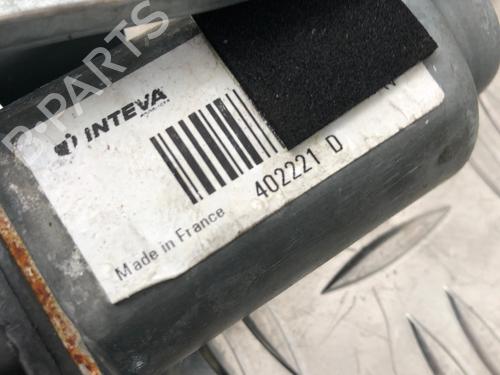 B-PARTS
INTEVA
402221 D
Made in France